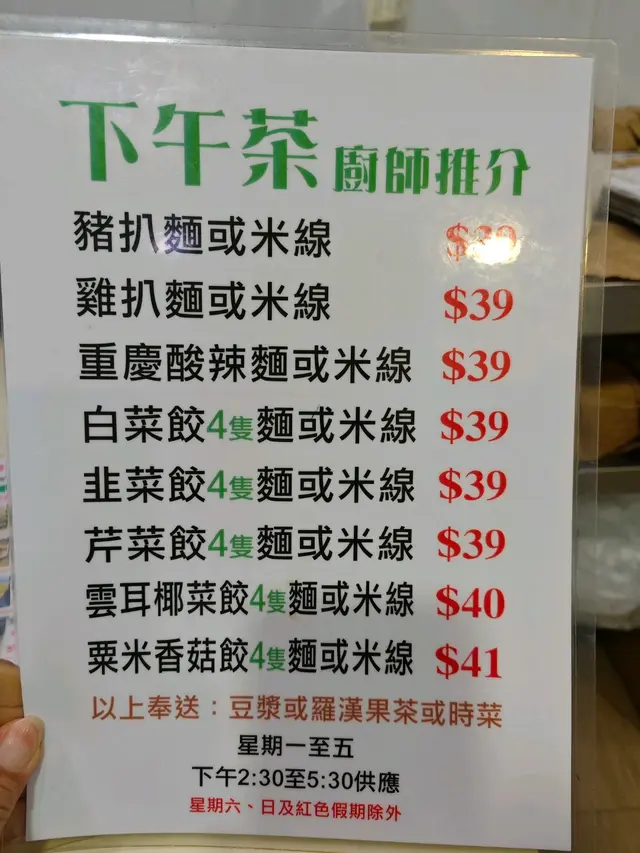 下午茶 廚師推介
豬扒麵或米線 $39
雞扒麵或米線 $39
重慶酸辣麵或米線 $39
白菜餃4隻麵或米線 $39
韭菜餃4隻麵或米線 $39
芹菜餃4隻麵或米線 $39
雲耳椰菜餃4隻麵或米線 $40
粟米香菇餃4隻麵或米線 $41
以上奉送：豆漿或羅漢果茶或時菜
星期一至五
下午2:30至5:30供應
星期六、日及紅色假期除外